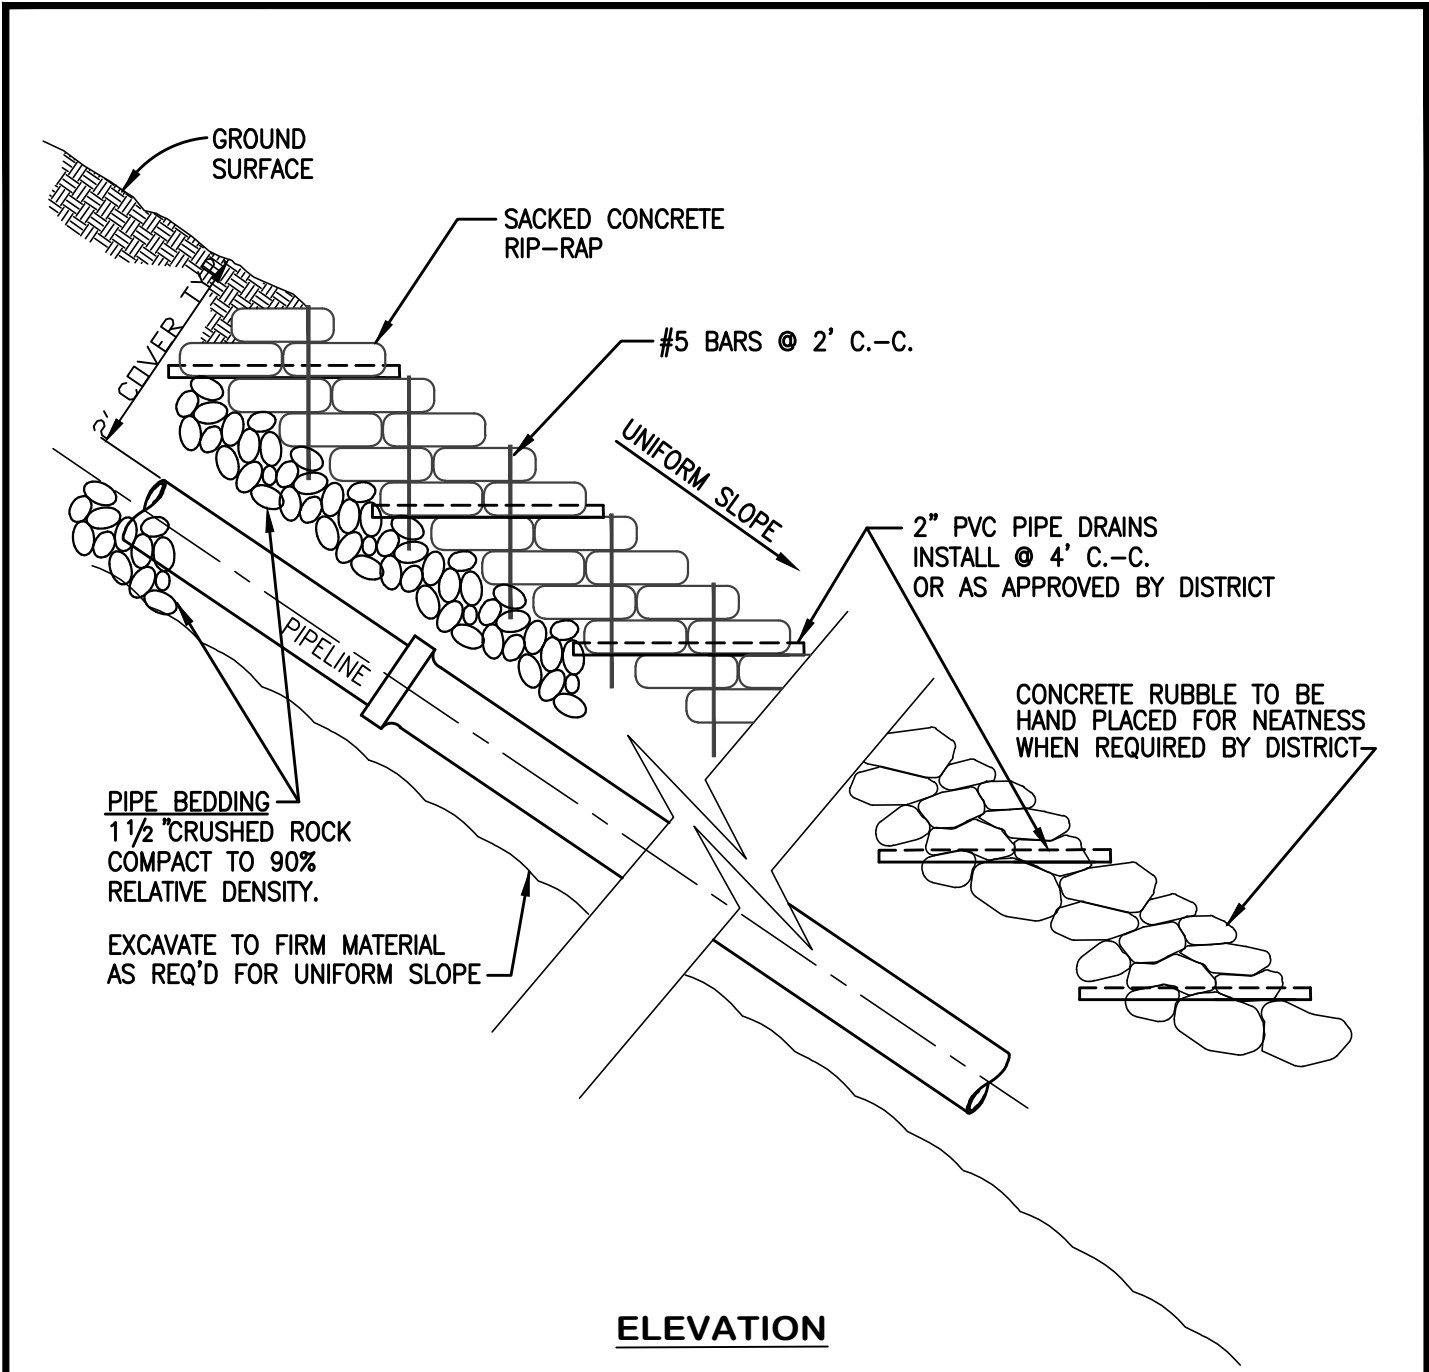 GROUND
SURFACE
SACKED CONCRETE
RIP-RAP
#5 BARS @ 2' C.-C.
2' COVER TYP
UNIFORM SLOPE
2" PVC PIPE DRAINS
INSTALL @ 4' C.-C.
OR AS APPROVED BY DISTRICT
PIPELINE
CONCRETE RUBBLE TO BE
HAND PLACED FOR NEATNESS
WHEN REQUIRED BY DISTRICT
PIPE BEDDING
1 1/2 "CRUSHED ROCK
COMPACT TO 90%
RELATIVE DENSITY.
EXCAVATE TO FIRM MATERIAL
AS REQ'D FOR UNIFORM SLOPE
ELEVATION